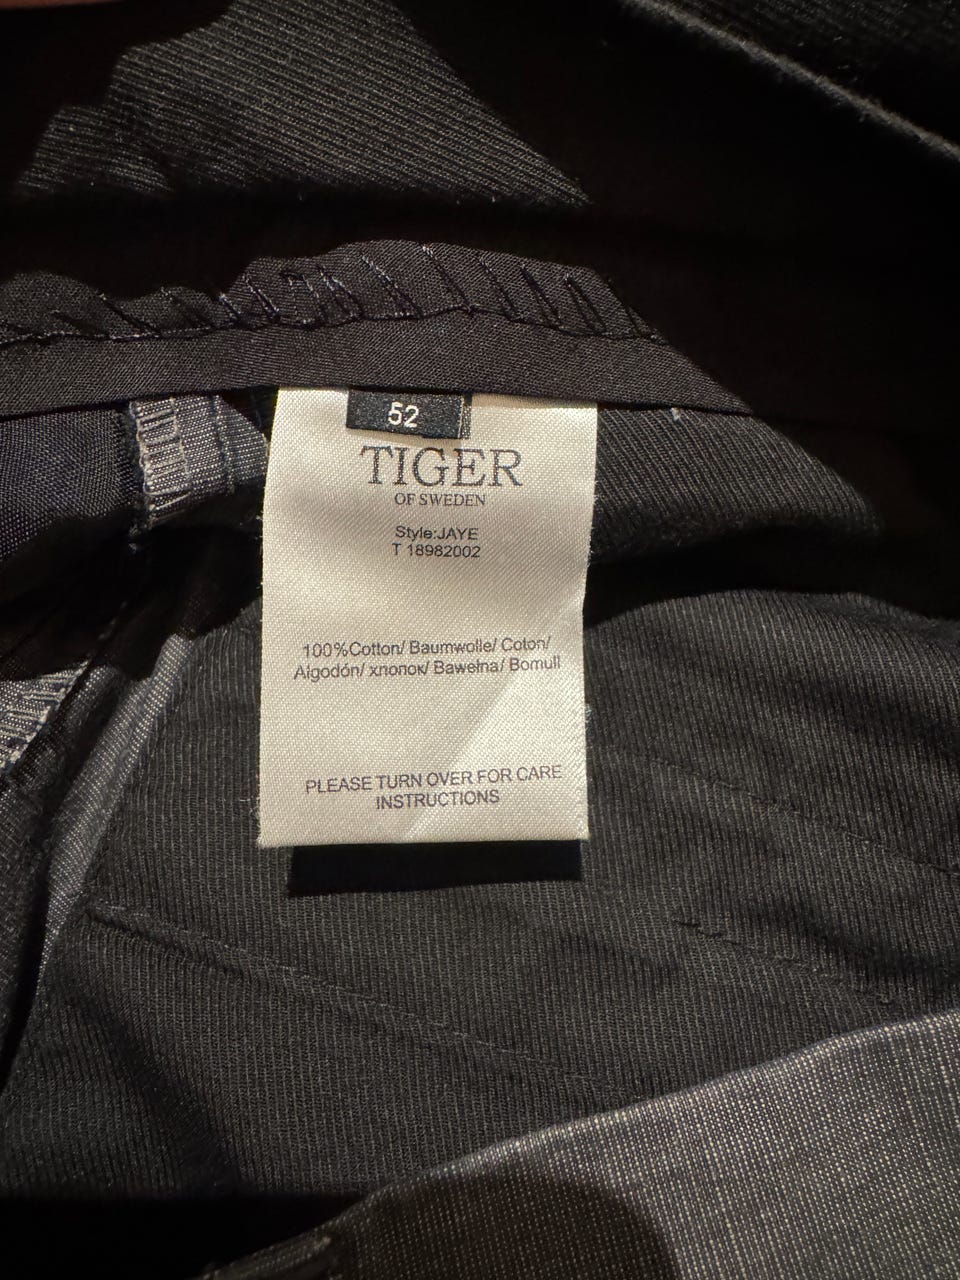 52
TIGER
OF SWEDEN
Style:JAYE
T 18982002
100%Cotton/ Baumwolle/ Coton/
Algodón/ хлопок/ Bawełna/ Bomull
PLEASE TURN OVER FOR CARE
INSTRUCTIONS